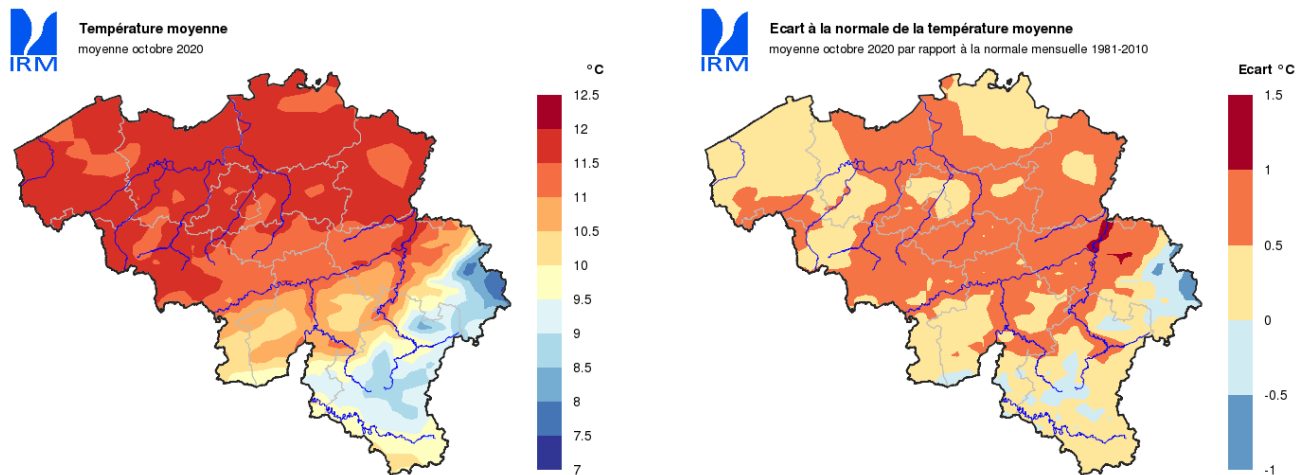 IRM
Température moyenne
moyenne octobre 2020
°C
12.5
12
11.5
11
10.5
10
9.5
9
8.5
8
7.5
7
IRM
Ecart à la normale de la température moyenne
moyenne octobre 2020 par rapport à la normale mensuelle 1981-2010
Ecart °C
1.5
1
0.5
0
-0.5
-1